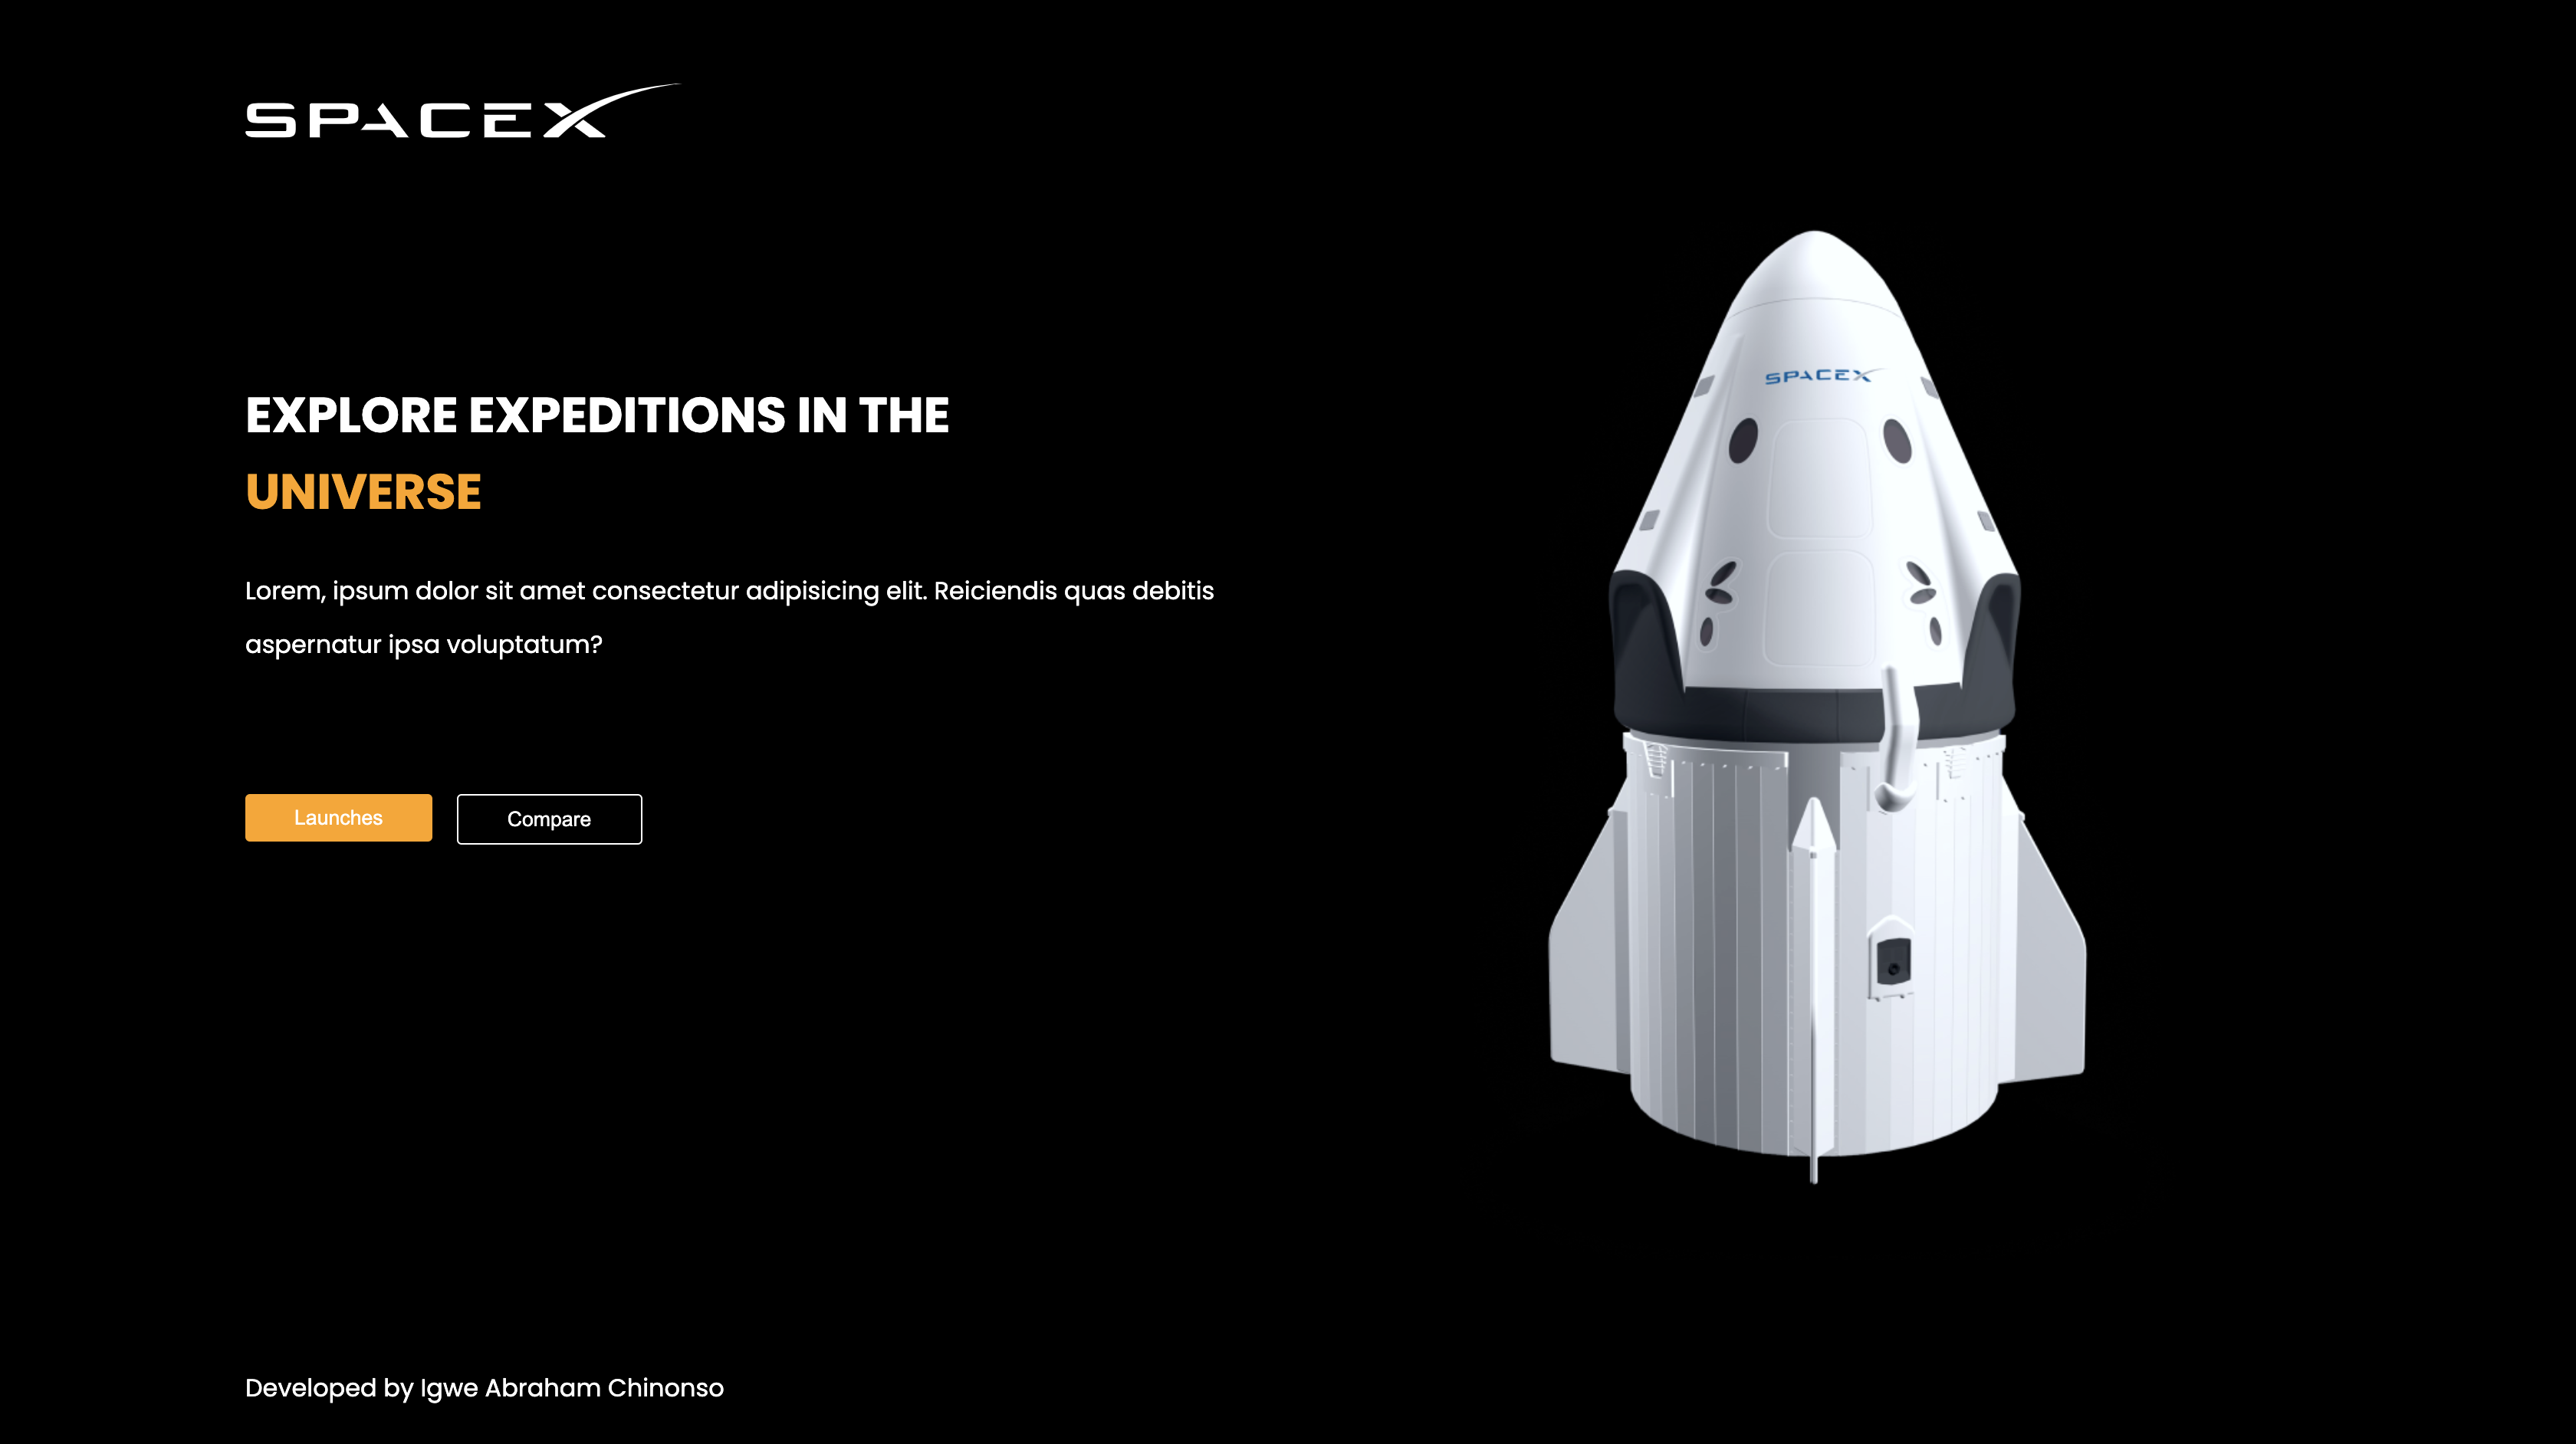 SPACEX
EXPLORE EXPEDITIONS IN THE
UNIVERSE
Lorem, ipsum dolor sit amet consectetur adipisicing elit. Reiciendis quas debitis
aspernatur ipsa voluptatum?
Launches
Compare
SPACEX
Developed by Igwe Abraham Chinonso